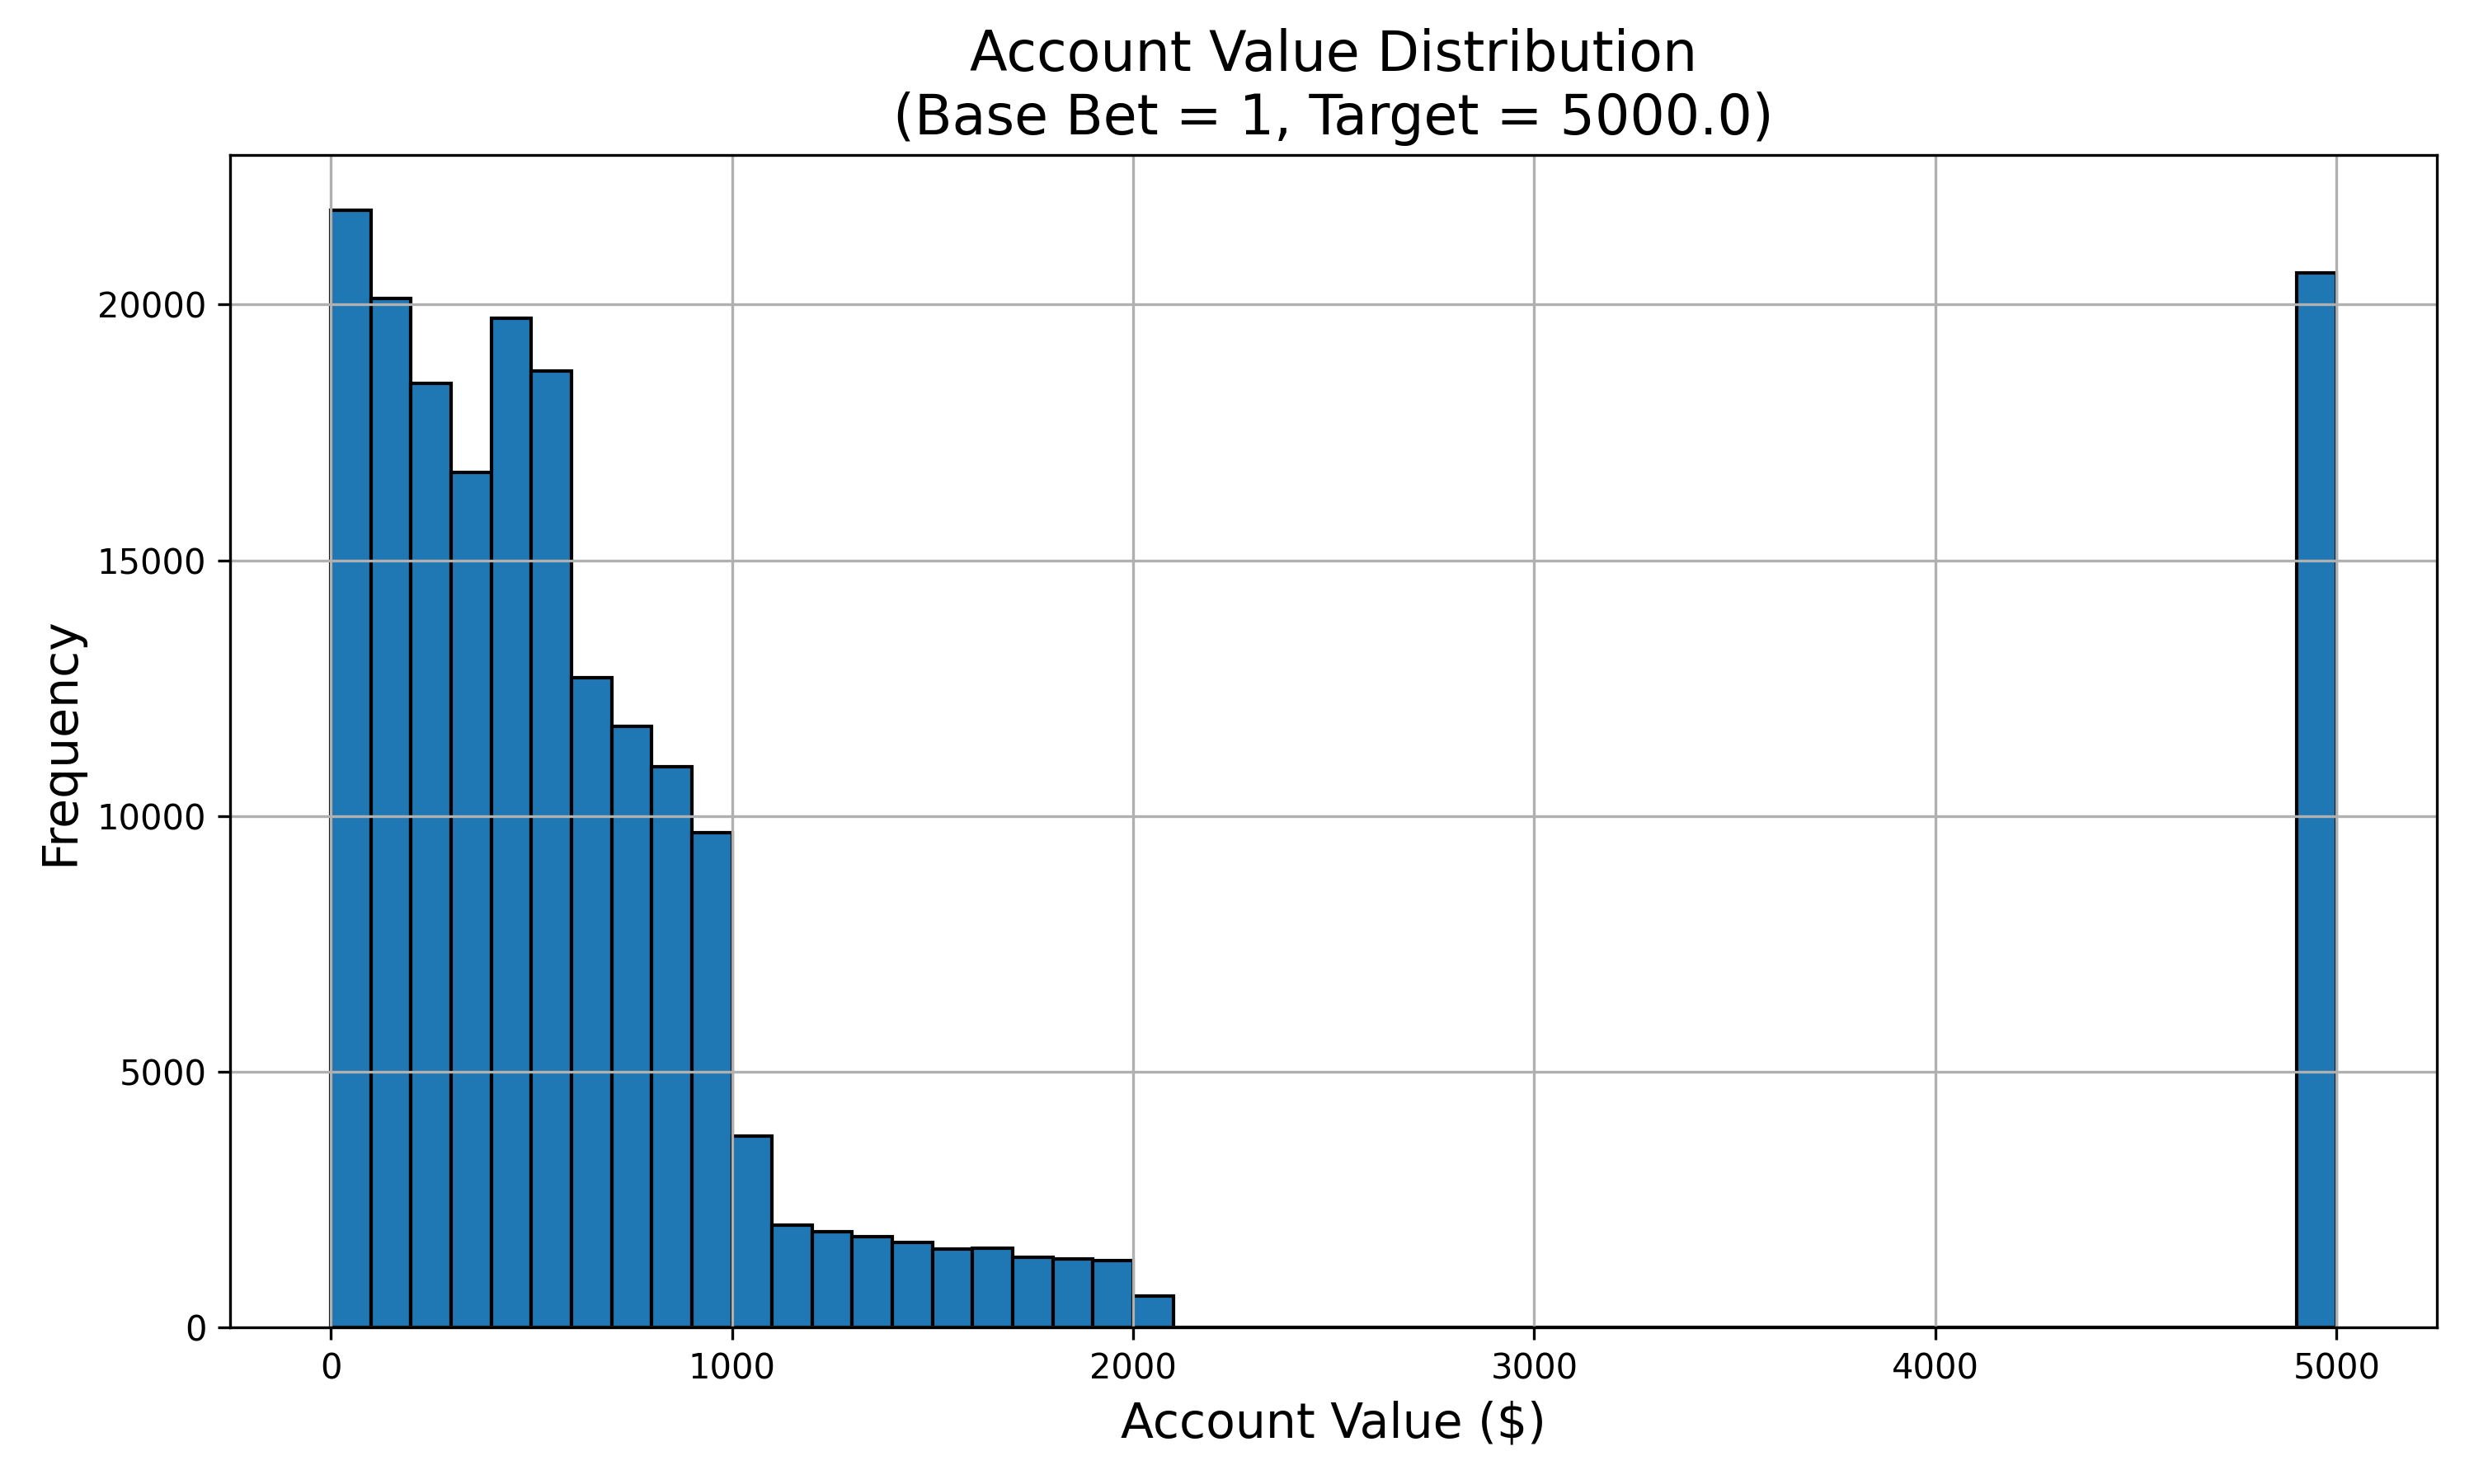 Account Value Distribution
(Base Bet = 1, Target = 5000.0)
Frequency
20000
15000
10000
5000
0
0 1000 2000 3000 4000 5000
Account Value ($)